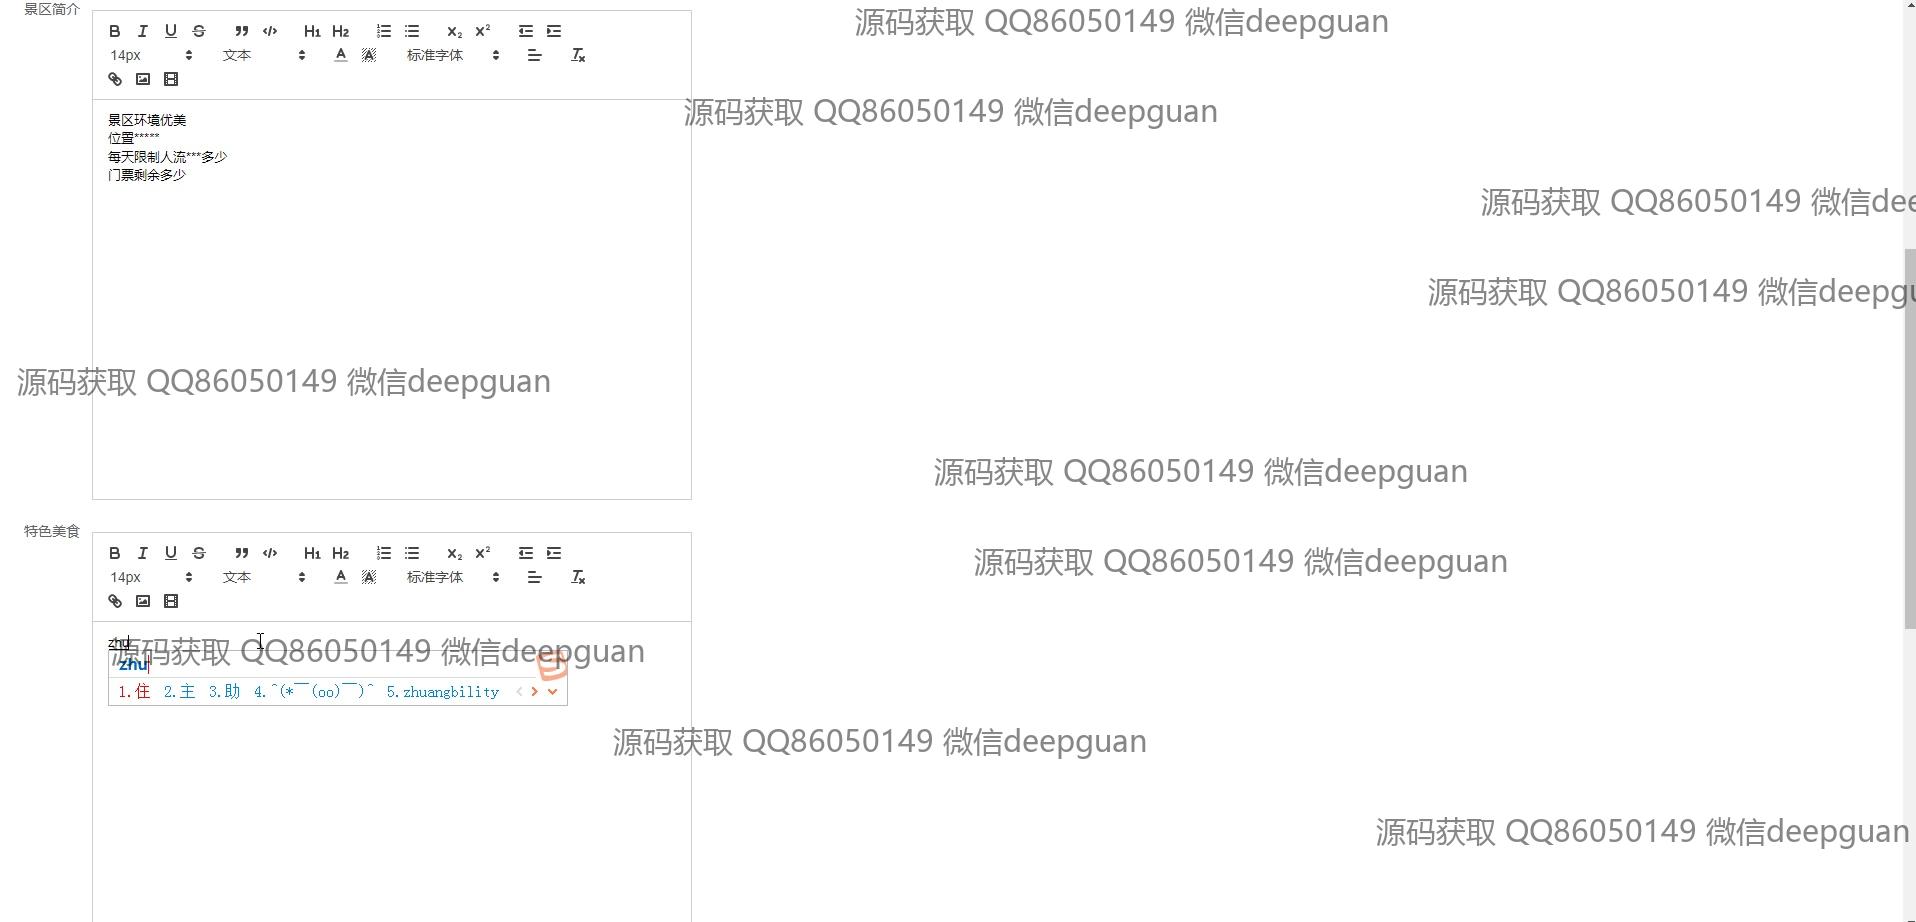 景区简介
源码获取 QQ86050149 微信deepguan
B I U S ” </> H1 H2 X2 X2
14px 文本 A A 标准字体 Tx
源码获取 QQ86050149 微信deepguan
景区环境优美
位置*****
每天限制人流***多少
门票剩余多少
源码获取 QQ86050149 微信dee
源码获取 QQ86050149 微信deepgu
源码获取 QQ86050149 微信deepguan
源码获取 QQ86050149 微信deepguan
特色美食
B I U S ” </> H1 H2 X2 X2
源码获取 QQ86050149 微信deepguan
14px 文本 A A 标准字体 Tx
zhu
源码获取 QQ86050149 微信deepguan
zhu
1.住 2.主 3.助 4.^(*￣(oo)￣)^ 5.zhuangbility
源码获取 QQ86050149 微信deepguan
源码获取 QQ86050149 微信deepguan